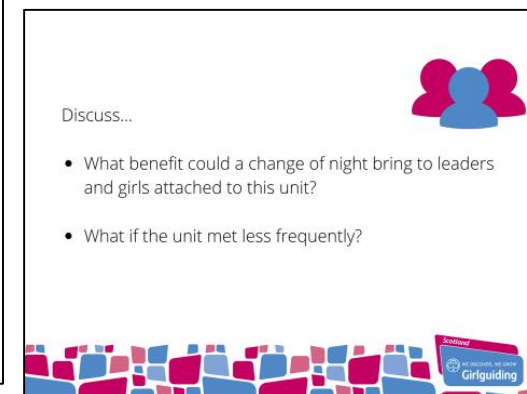 Discuss...
• What benefit could a change of night bring to leaders
and girls attached to this unit?
• What if the unit met less frequently?
Scotland
WE DISCOVER, WE GROW
Girlguiding